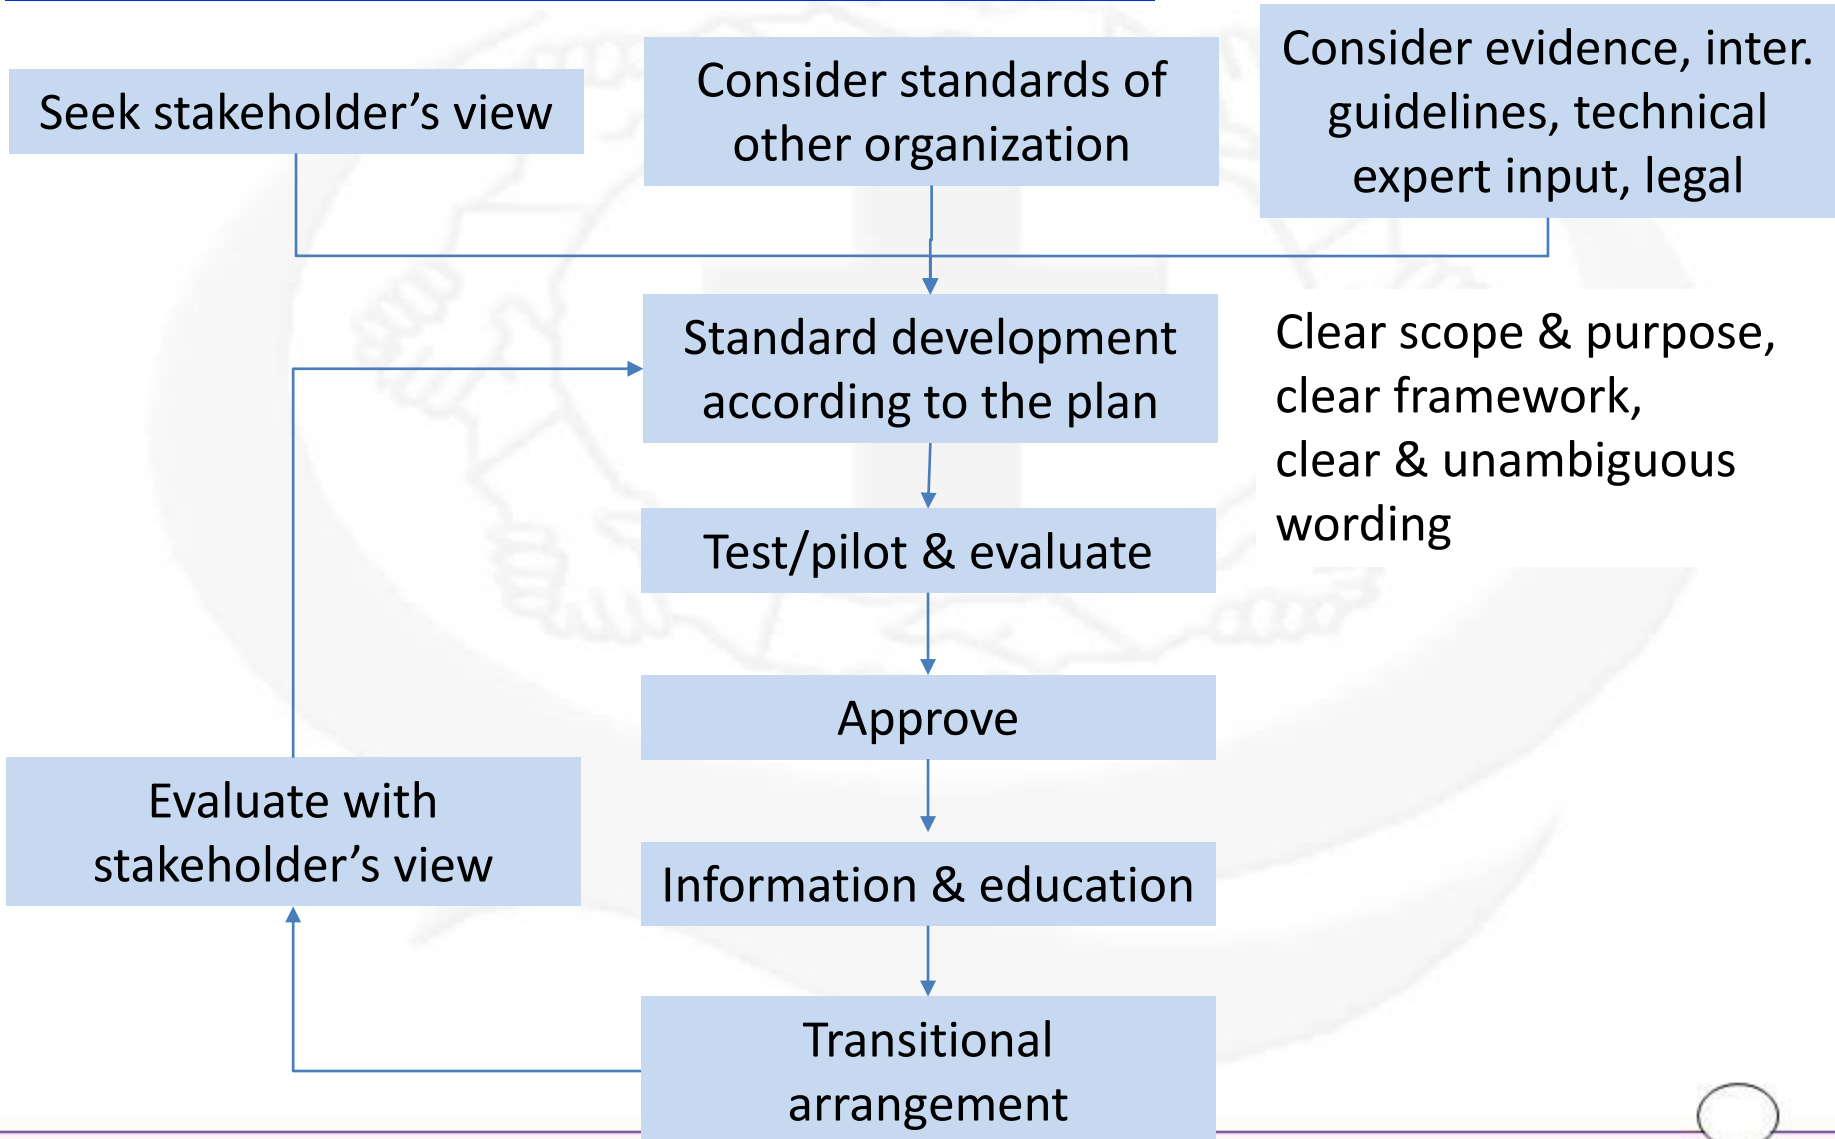 Seek stakeholder’s view
Consider standards of
other organization
Consider evidence, inter.
guidelines, technical
expert input, legal
Standard development
according to the plan
Clear scope & purpose,
clear framework,
clear & unambiguous
wording
Test/pilot & evaluate
Approve
Evaluate with
stakeholder’s view
Information & education
Transitional
arrangement